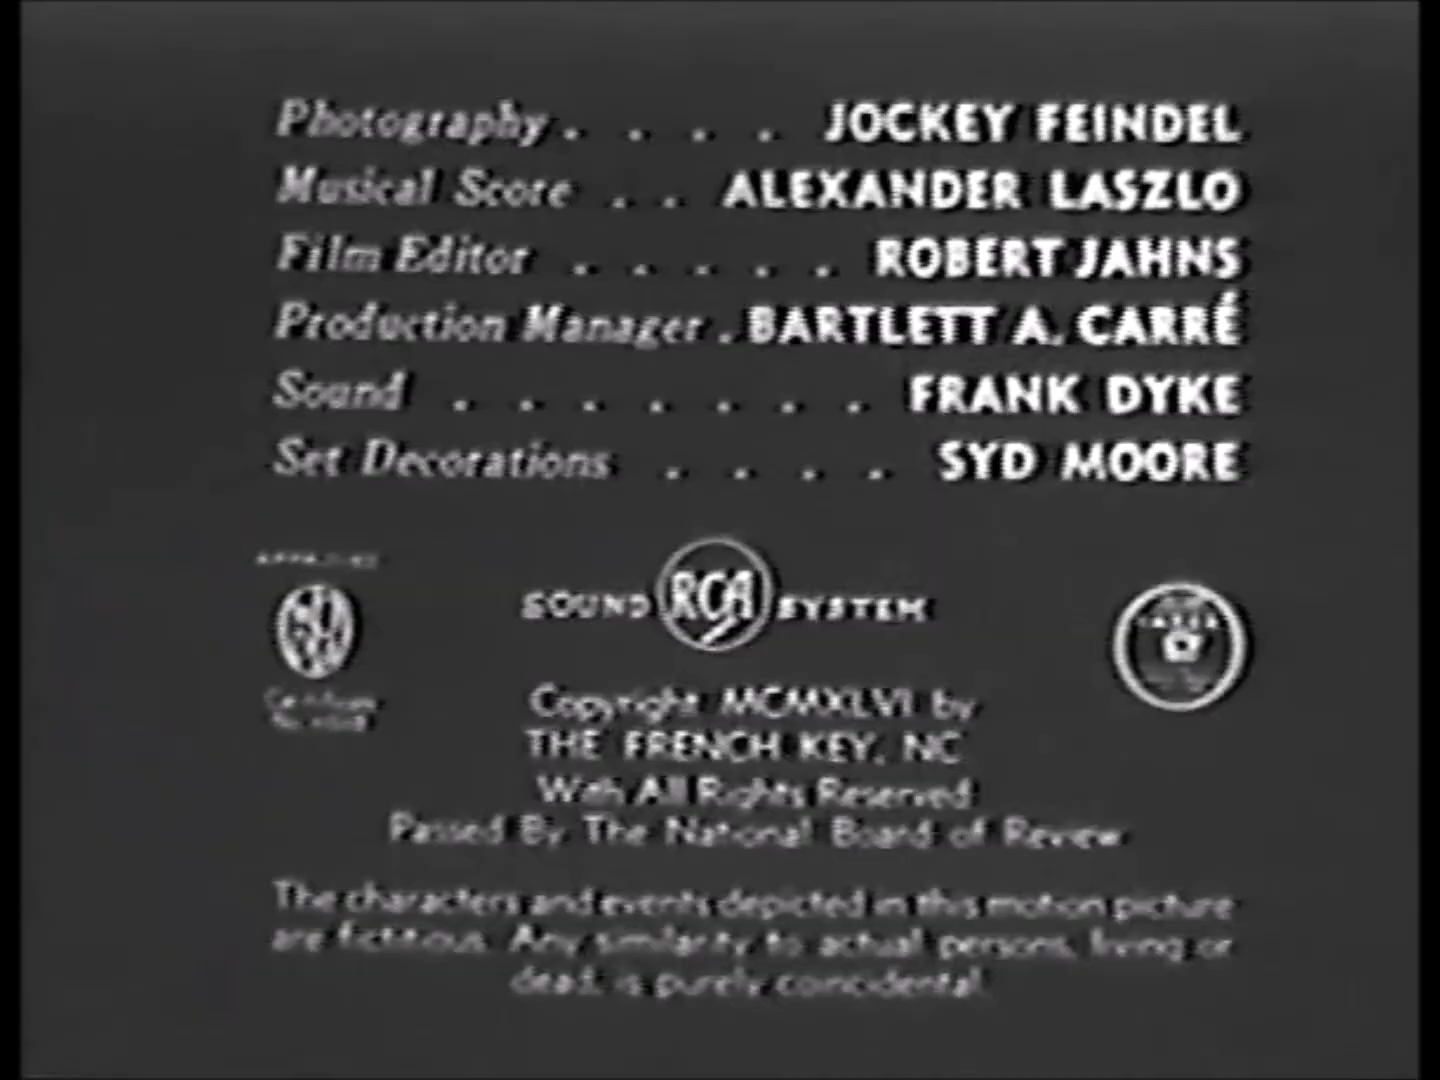 Photography . . . . JOCKEY FEINDEL
Musical Score . . ALEXANDER LASZLO
Film Editor . . . . . ROBERT JAHNS
Production Manager . BARTLETT A. CARRÉ
Sound . . . . . . . FRANK DYKE
Set Decorations . . . . SYD MOORE
SOUND RCA SYSTEM
Copyright MCMXLVI by
THE FRENCH KEY, NC
With All Rights Reserved
Passed By The National Board of Review
The characters and events depicted in this motion picture
are fictitious. Any similarity to actual persons, living or
dead, is purely coincidental.